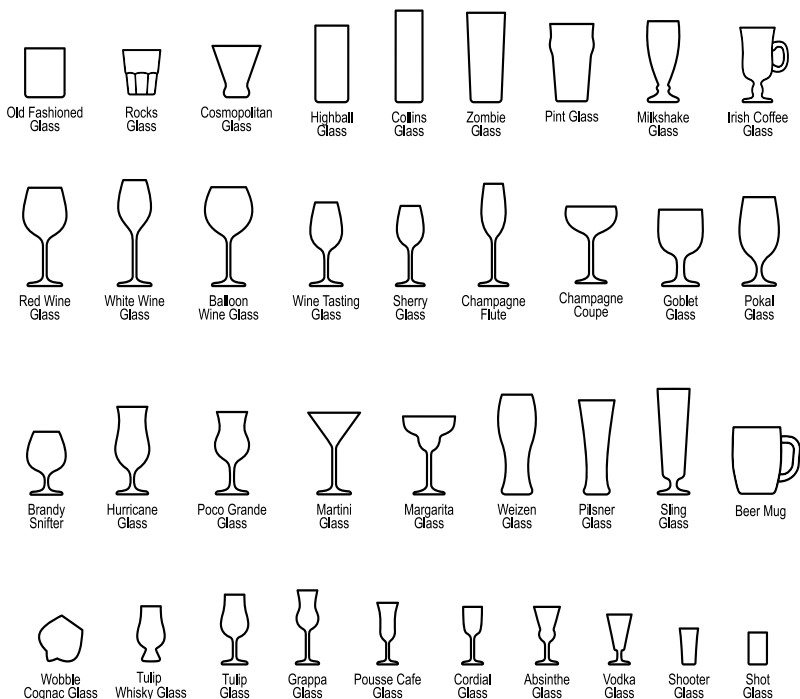 Old Fashioned
Glass
Rocks
Glass
Cosmopolitan
Glass
Highball
Glass
Collins
Glass
Zombie
Glass
Pint Glass
Milkshake
Glass
Irish Coffee
Glass
Red Wine
Glass
White Wine
Glass
Balloon
Wine Glass
Wine Tasting
Glass
Sherry
Glass
Champagne
Flute
Champagne
Coupe
Goblet
Glass
Pokal
Glass
Brandy
Snifter
Hurricane
Glass
Poco Grande
Glass
Martini
Glass
Margarita
Glass
Weizen
Glass
Pilsner
Glass
Sling
Glass
Beer Mug
Wobble
Cognac Glass
Tulip
Whisky Glass
Tulip
Glass
Grappa
Glass
Pousse Cafe
Glass
Cordial
Glass
Absinthe
Glass
Vodka
Glass
Shooter
Glass
Shot
Glass